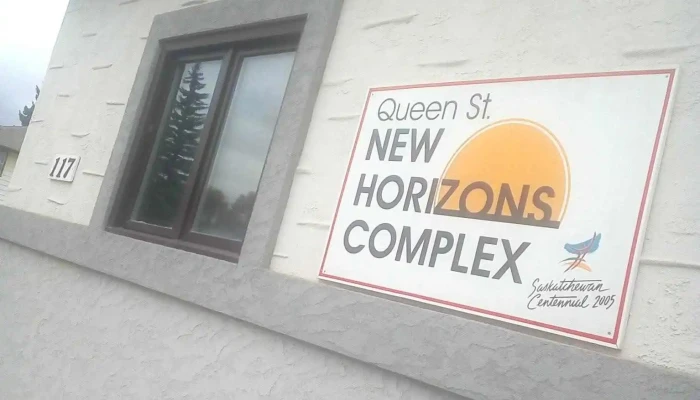 117
Queen St.
NEW
HORIZONS
COMPLEX
Saskatchewan
Centennial 2005